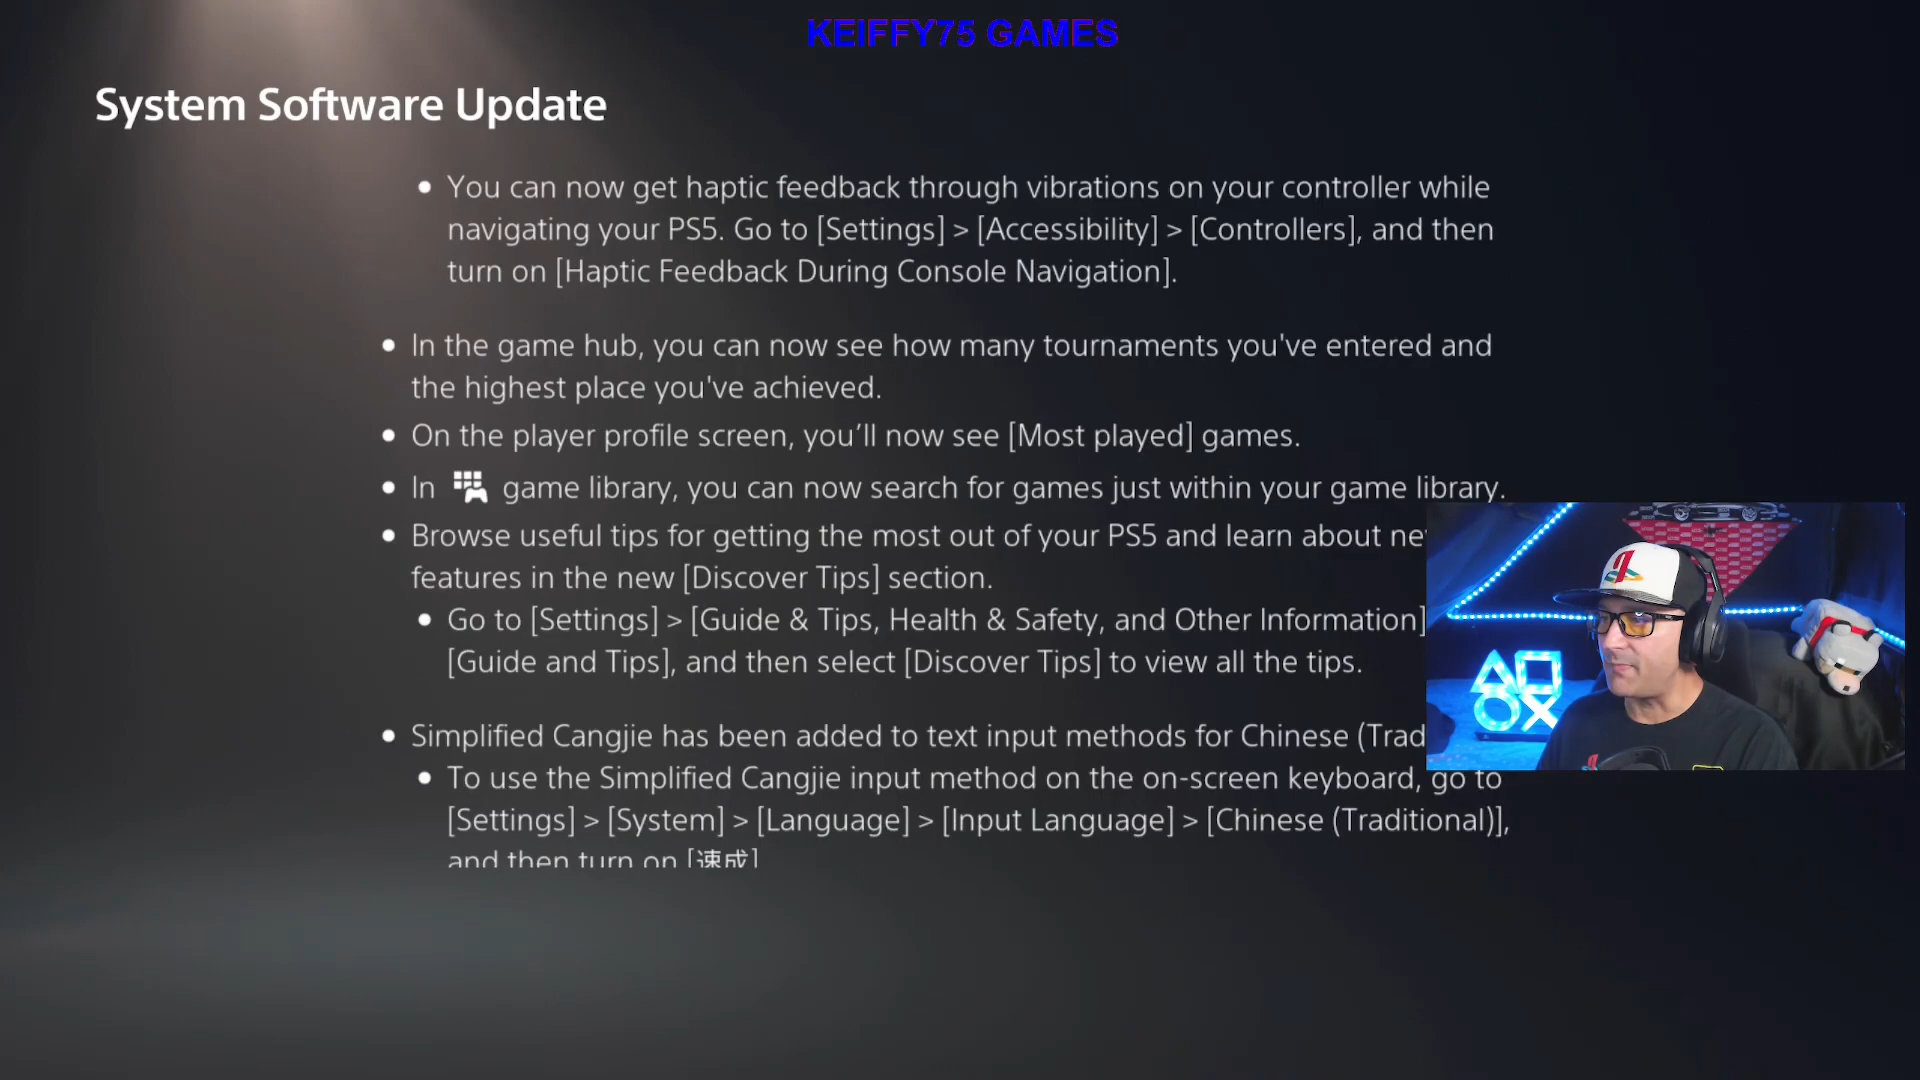 KEIFFY75 GAMES
System Software Update
• You can now get haptic feedback through vibrations on your controller while
navigating your PS5. Go to [Settings] > [Accessibility] > [Controllers], and then
turn on [Haptic Feedback During Console Navigation].
• In the game hub, you can now see how many tournaments you've entered and
the highest place you've achieved.
• On the player profile screen, you’ll now see [Most played] games.
• In game library, you can now search for games just within your game library.
• Browse useful tips for getting the most out of your PS5 and learn about
features in the new [Discover Tips] section.
• Go to [Settings] > [Guide & Tips, Health & Safety, and Other Information]
[Guide and Tips], and then select [Discover Tips] to view all the tips.
• Simplified Cangjie has been added to text input methods for Chinese (Trad
• To use the Simplified Cangjie input method on the on-screen keyboard, go to
[Settings] > [System] > [Language] > [Input Language] > [Chinese (Traditional)],
and then turn on [速成]